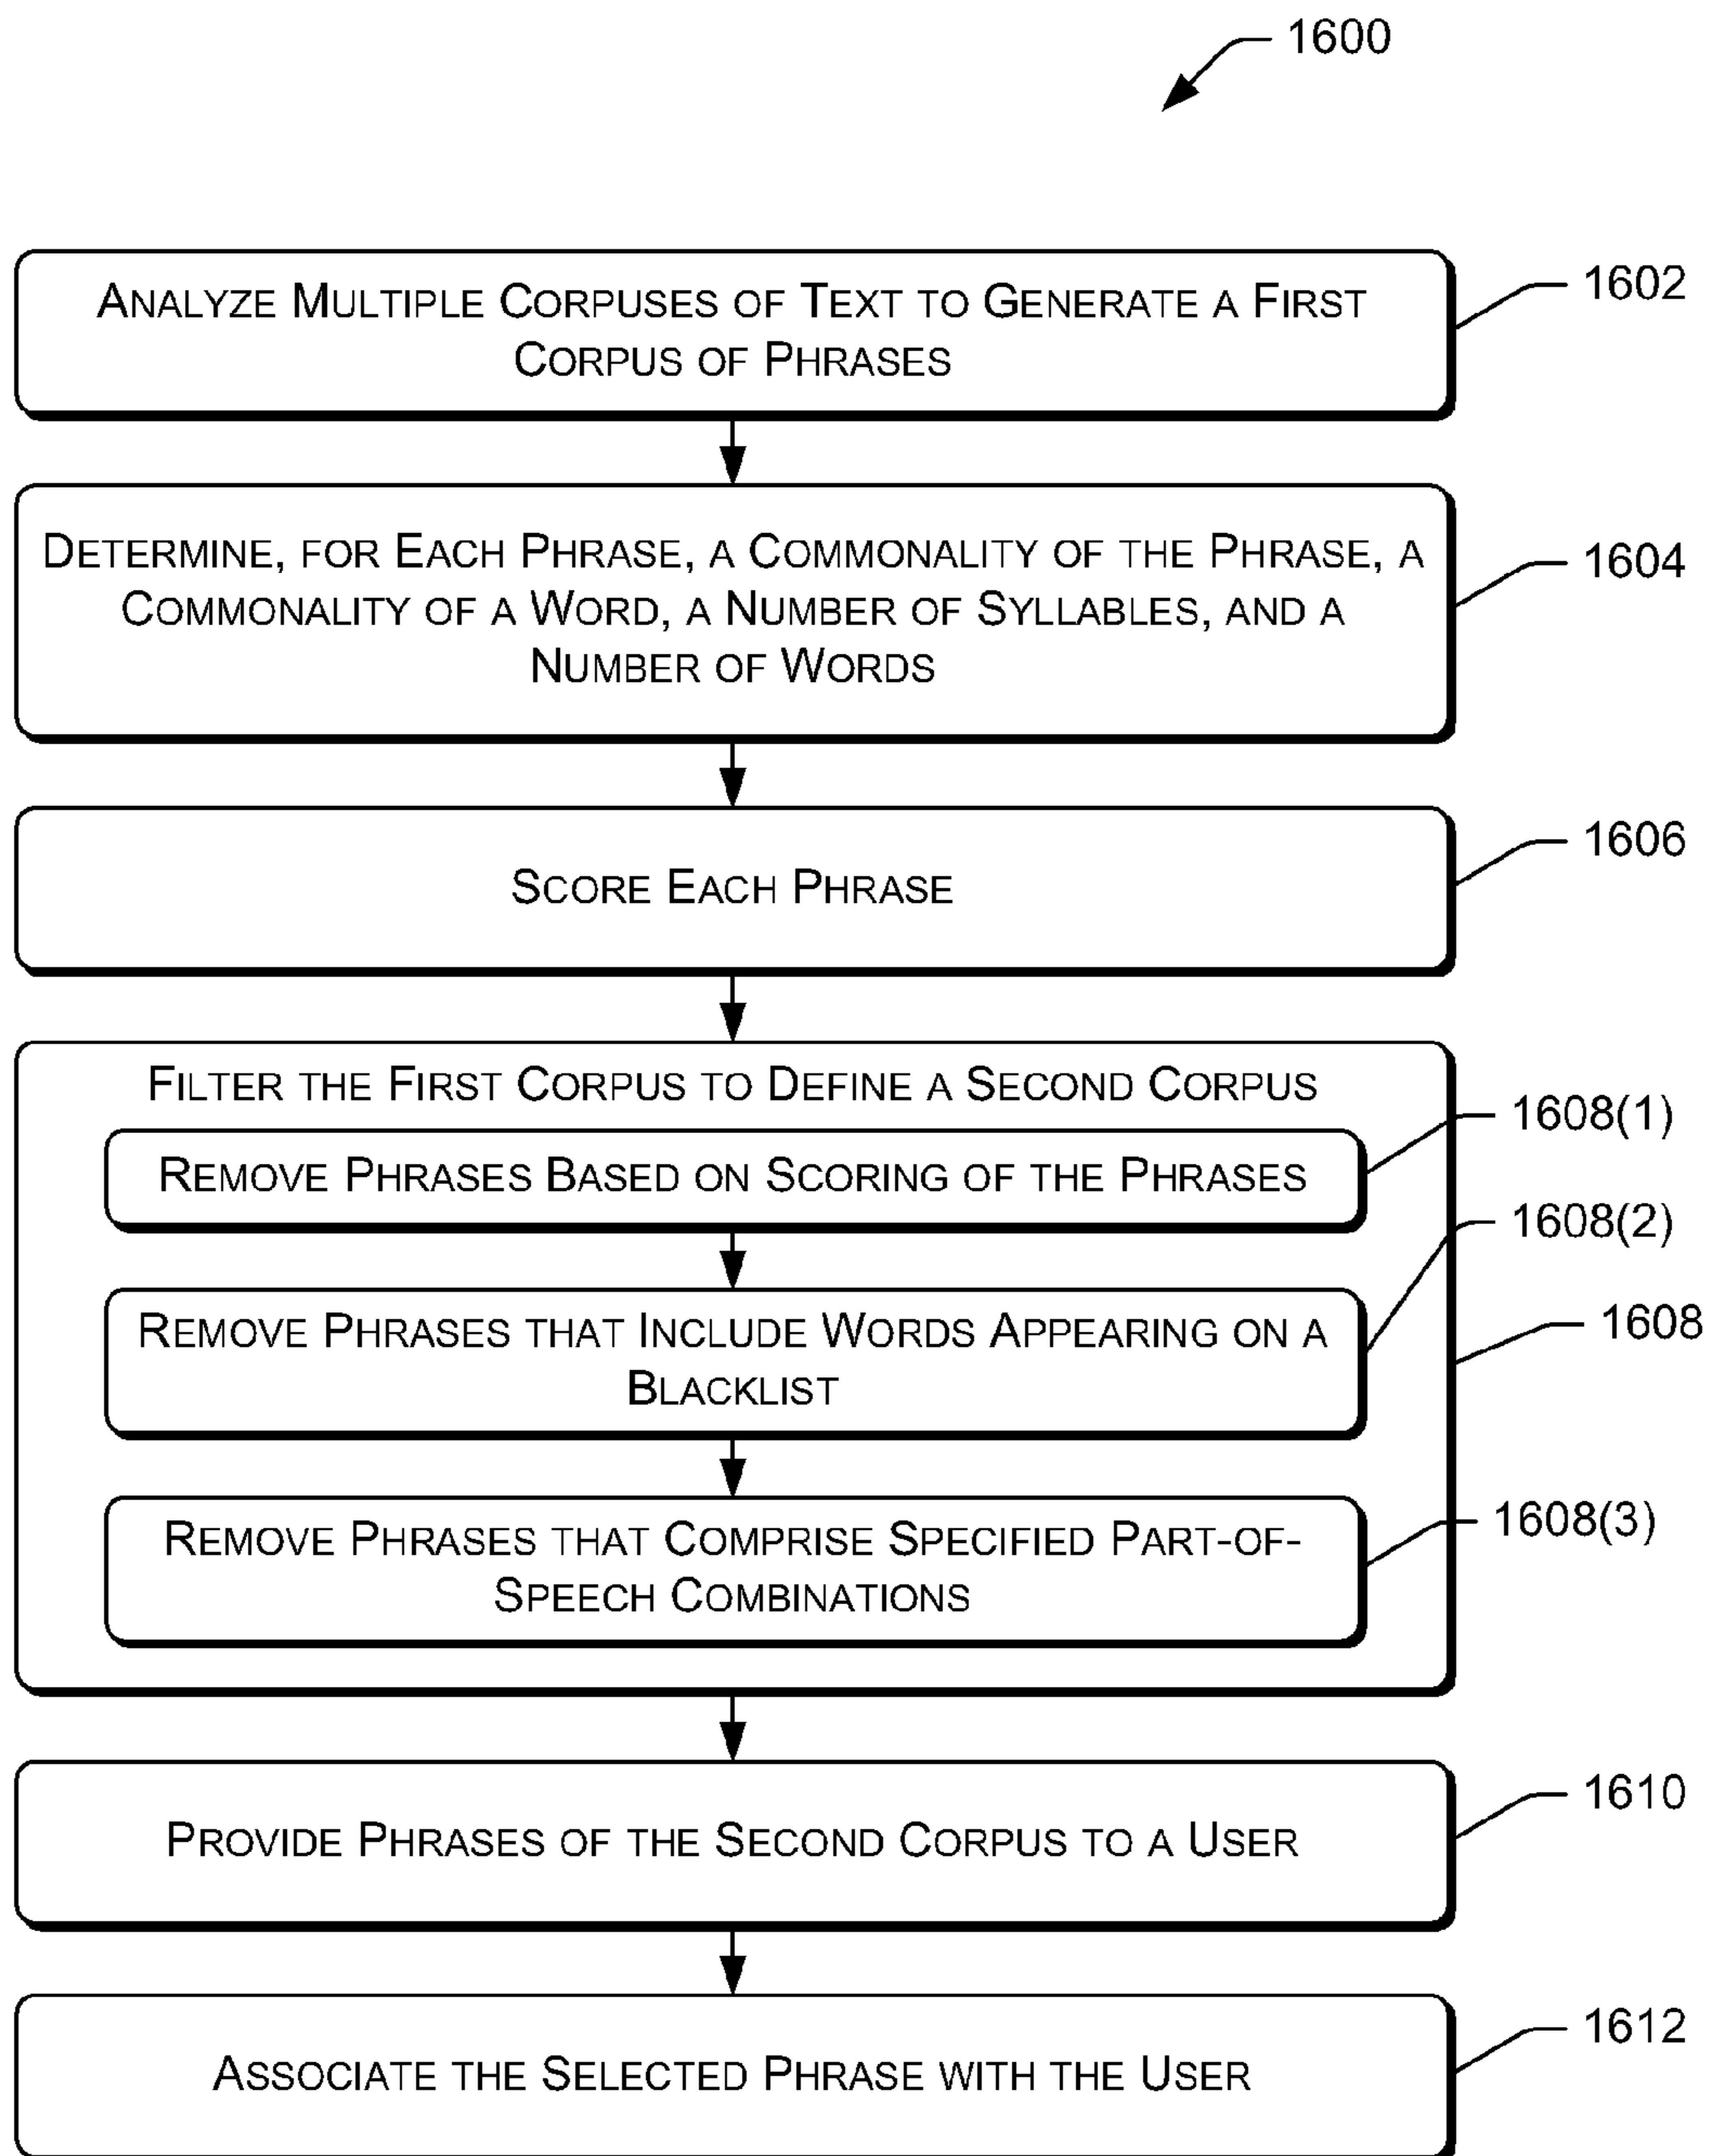 1600
Analyze Multiple Corpuses of Text to Generate a First
Corpus of Phrases
1602
Determine, for Each Phrase, a Commonality of the Phrase, a
Commonality of a Word, a Number of Syllables, and a
Number of Words
1604
Score Each Phrase
1606
Filter the First Corpus to Define a Second Corpus
1608(1)
Remove Phrases Based on Scoring of the Phrases
1608(2)
Remove Phrases that Include Words Appearing on a
Blacklist
1608
Remove Phrases that Comprise Specified Part-of-
Speech Combinations
1608(3)
Provide Phrases of the Second Corpus to a User
1610
Associate the Selected Phrase with the User
1612